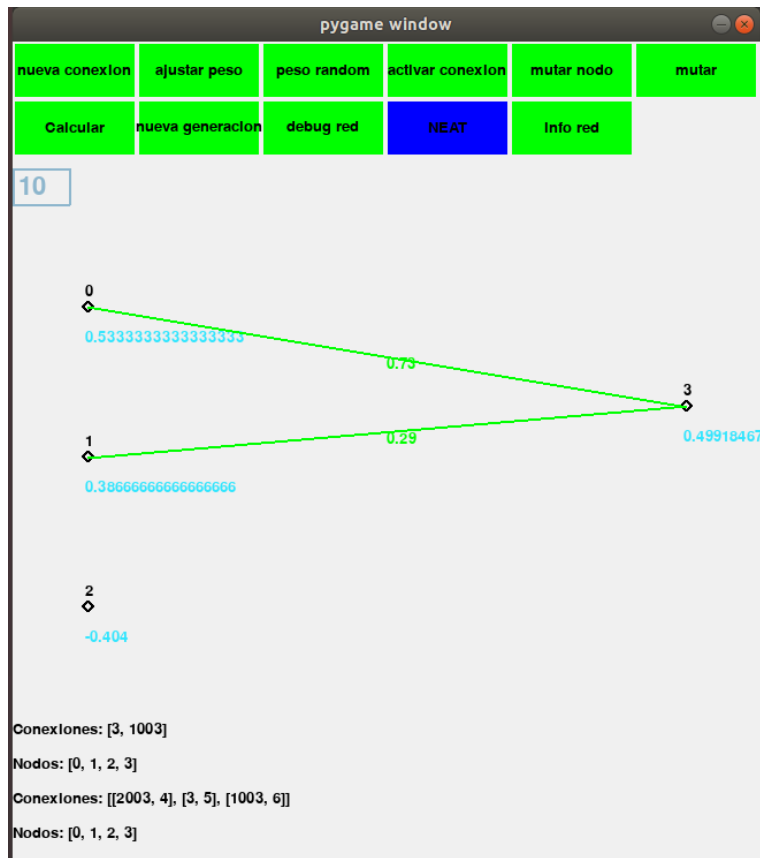 pygame window
nueva conexion ajustar peso peso random activar conexion mutar nodo mutar
Calcular nueva generacion debug red NEAT Info red
10
0
0.5333333333333333
0.73
3
0.49918467
1
0.29
0.38666666666666666
2
-0.404
Conexiones: [3, 1003]
Nodos: [0, 1, 2, 3]
Conexiones: [[2003, 4], [3, 5], [1003, 6]]
Nodos: [0, 1, 2, 3]